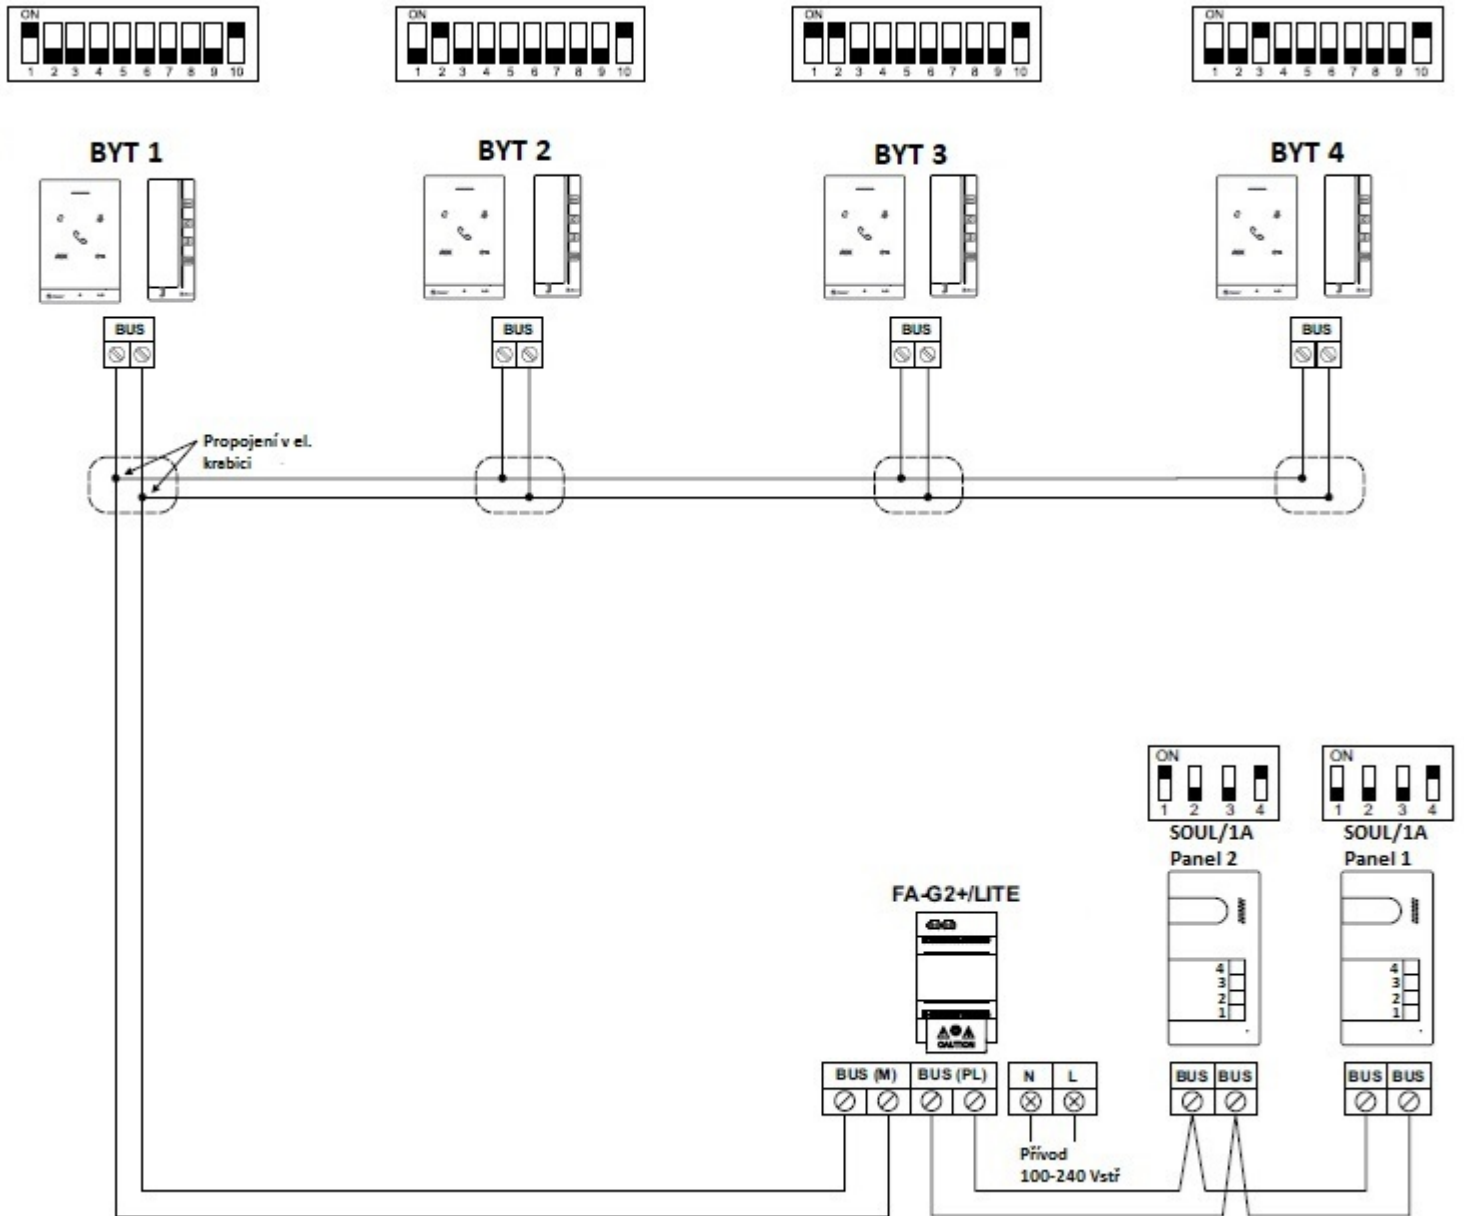 ON
1 2 3 4 5 6 7 8 9 10
ON
1 2 3 4 5 6 7 8 9 10
ON
1 2 3 4 5 6 7 8 9 10
ON
1 2 3 4 5 6 7 8 9 10
BYT 1
BYT 2
BYT 3
BYT 4
BUS
BUS
BUS
BUS
Propojení v el.
krabici
ON
1 2 3 4
SOUL/1A
Panel 2
ON
1 2 3 4
SOUL/1A
Panel 1
FA-G2+/LITE
CAUTION
4
3
2
1
4
3
2
1
BUS (M) BUS (PL) N L
BUS BUS
BUS BUS
Přívod
100-240 Vstř